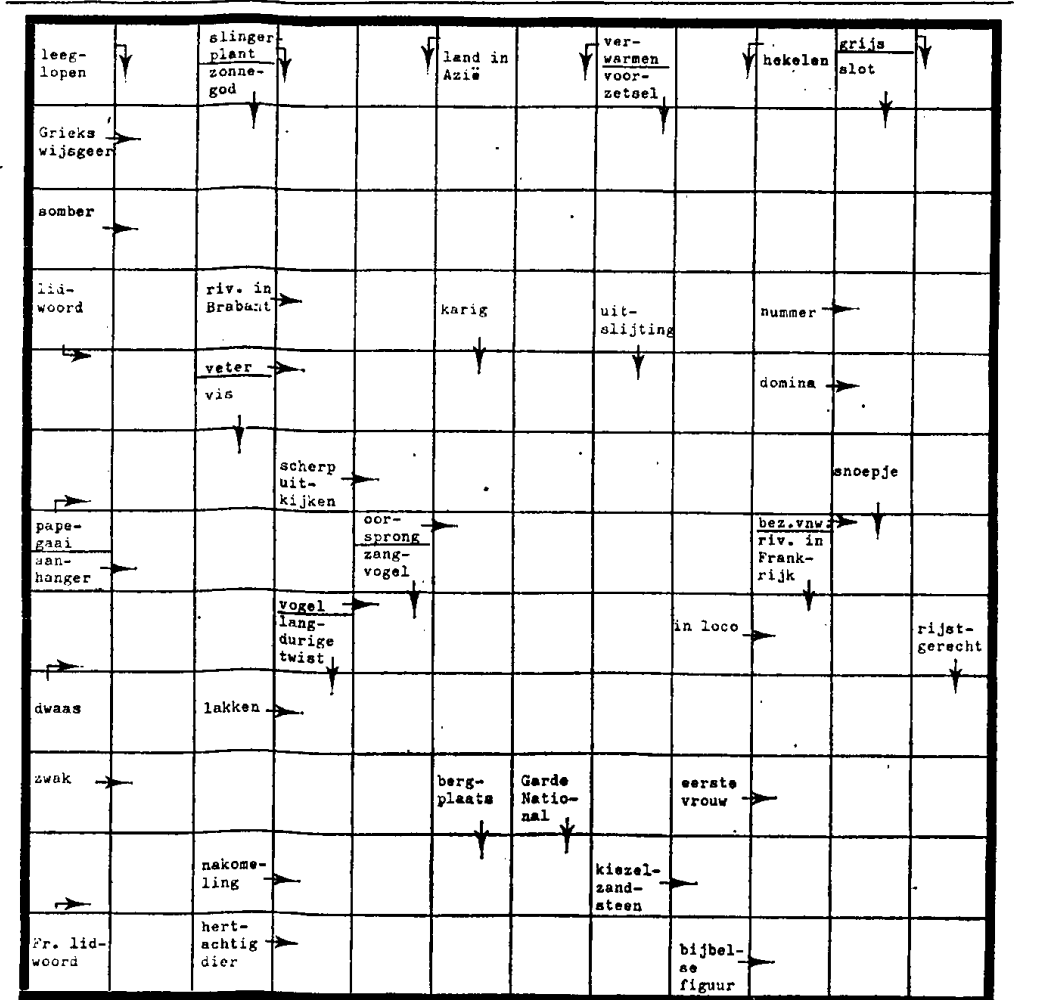 leeg-
lopen
slinger-
plant
zonne-
god
land in
Azië
ver-
warmen
voor-
zetsel
hekelen
grijs
slot
Grieks
wijsgeer
somber
lid-
woord
riv. in
Brabant
karig
uit-
slijting
nummer
veter
vis
domina
scherp
uit-
kijken
snoepje
pape-
gaai
aan-
hanger
oor-
sprong
zang-
vogel
bez.vnw.
riv. in
Frank-
rijk
vogel
lang-
durige
twist
in loco
rijst-
gerecht
dwaas
lakken
zwak
berg-
plaats
Garde
Natio-
nal
eerste
vrouw
nakome-
ling
kiezel-
zand-
steen
Fr. lid-
woord
hert-
achtig
dier
bijbel-
se
figuur